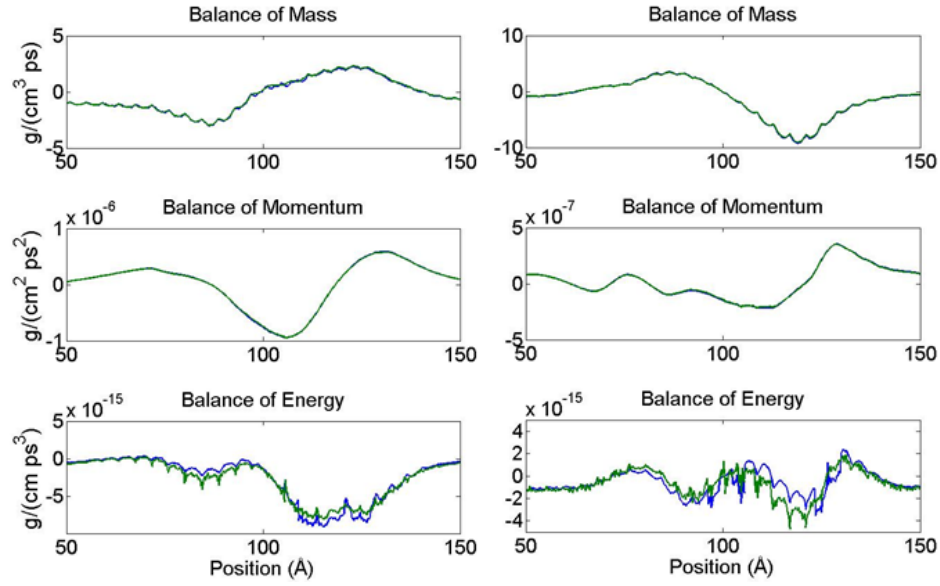 Balance of Mass
g/(cm³ ps)
5
0
-5
50
100
150
Balance of Mass
10
0
-10
50
100
150
Balance of Momentum
x 10⁻⁶
g/(cm² ps²)
1
0
-1
50
100
150
Balance of Momentum
x 10⁻⁷
5
0
-5
50
100
150
Balance of Energy
x 10⁻¹⁵
g/(cm ps³)
5
0
-5
50
100
150
Position (Å)
Balance of Energy
x 10⁻¹⁵
4
2
0
-2
-4
50
100
150
Position (Å)